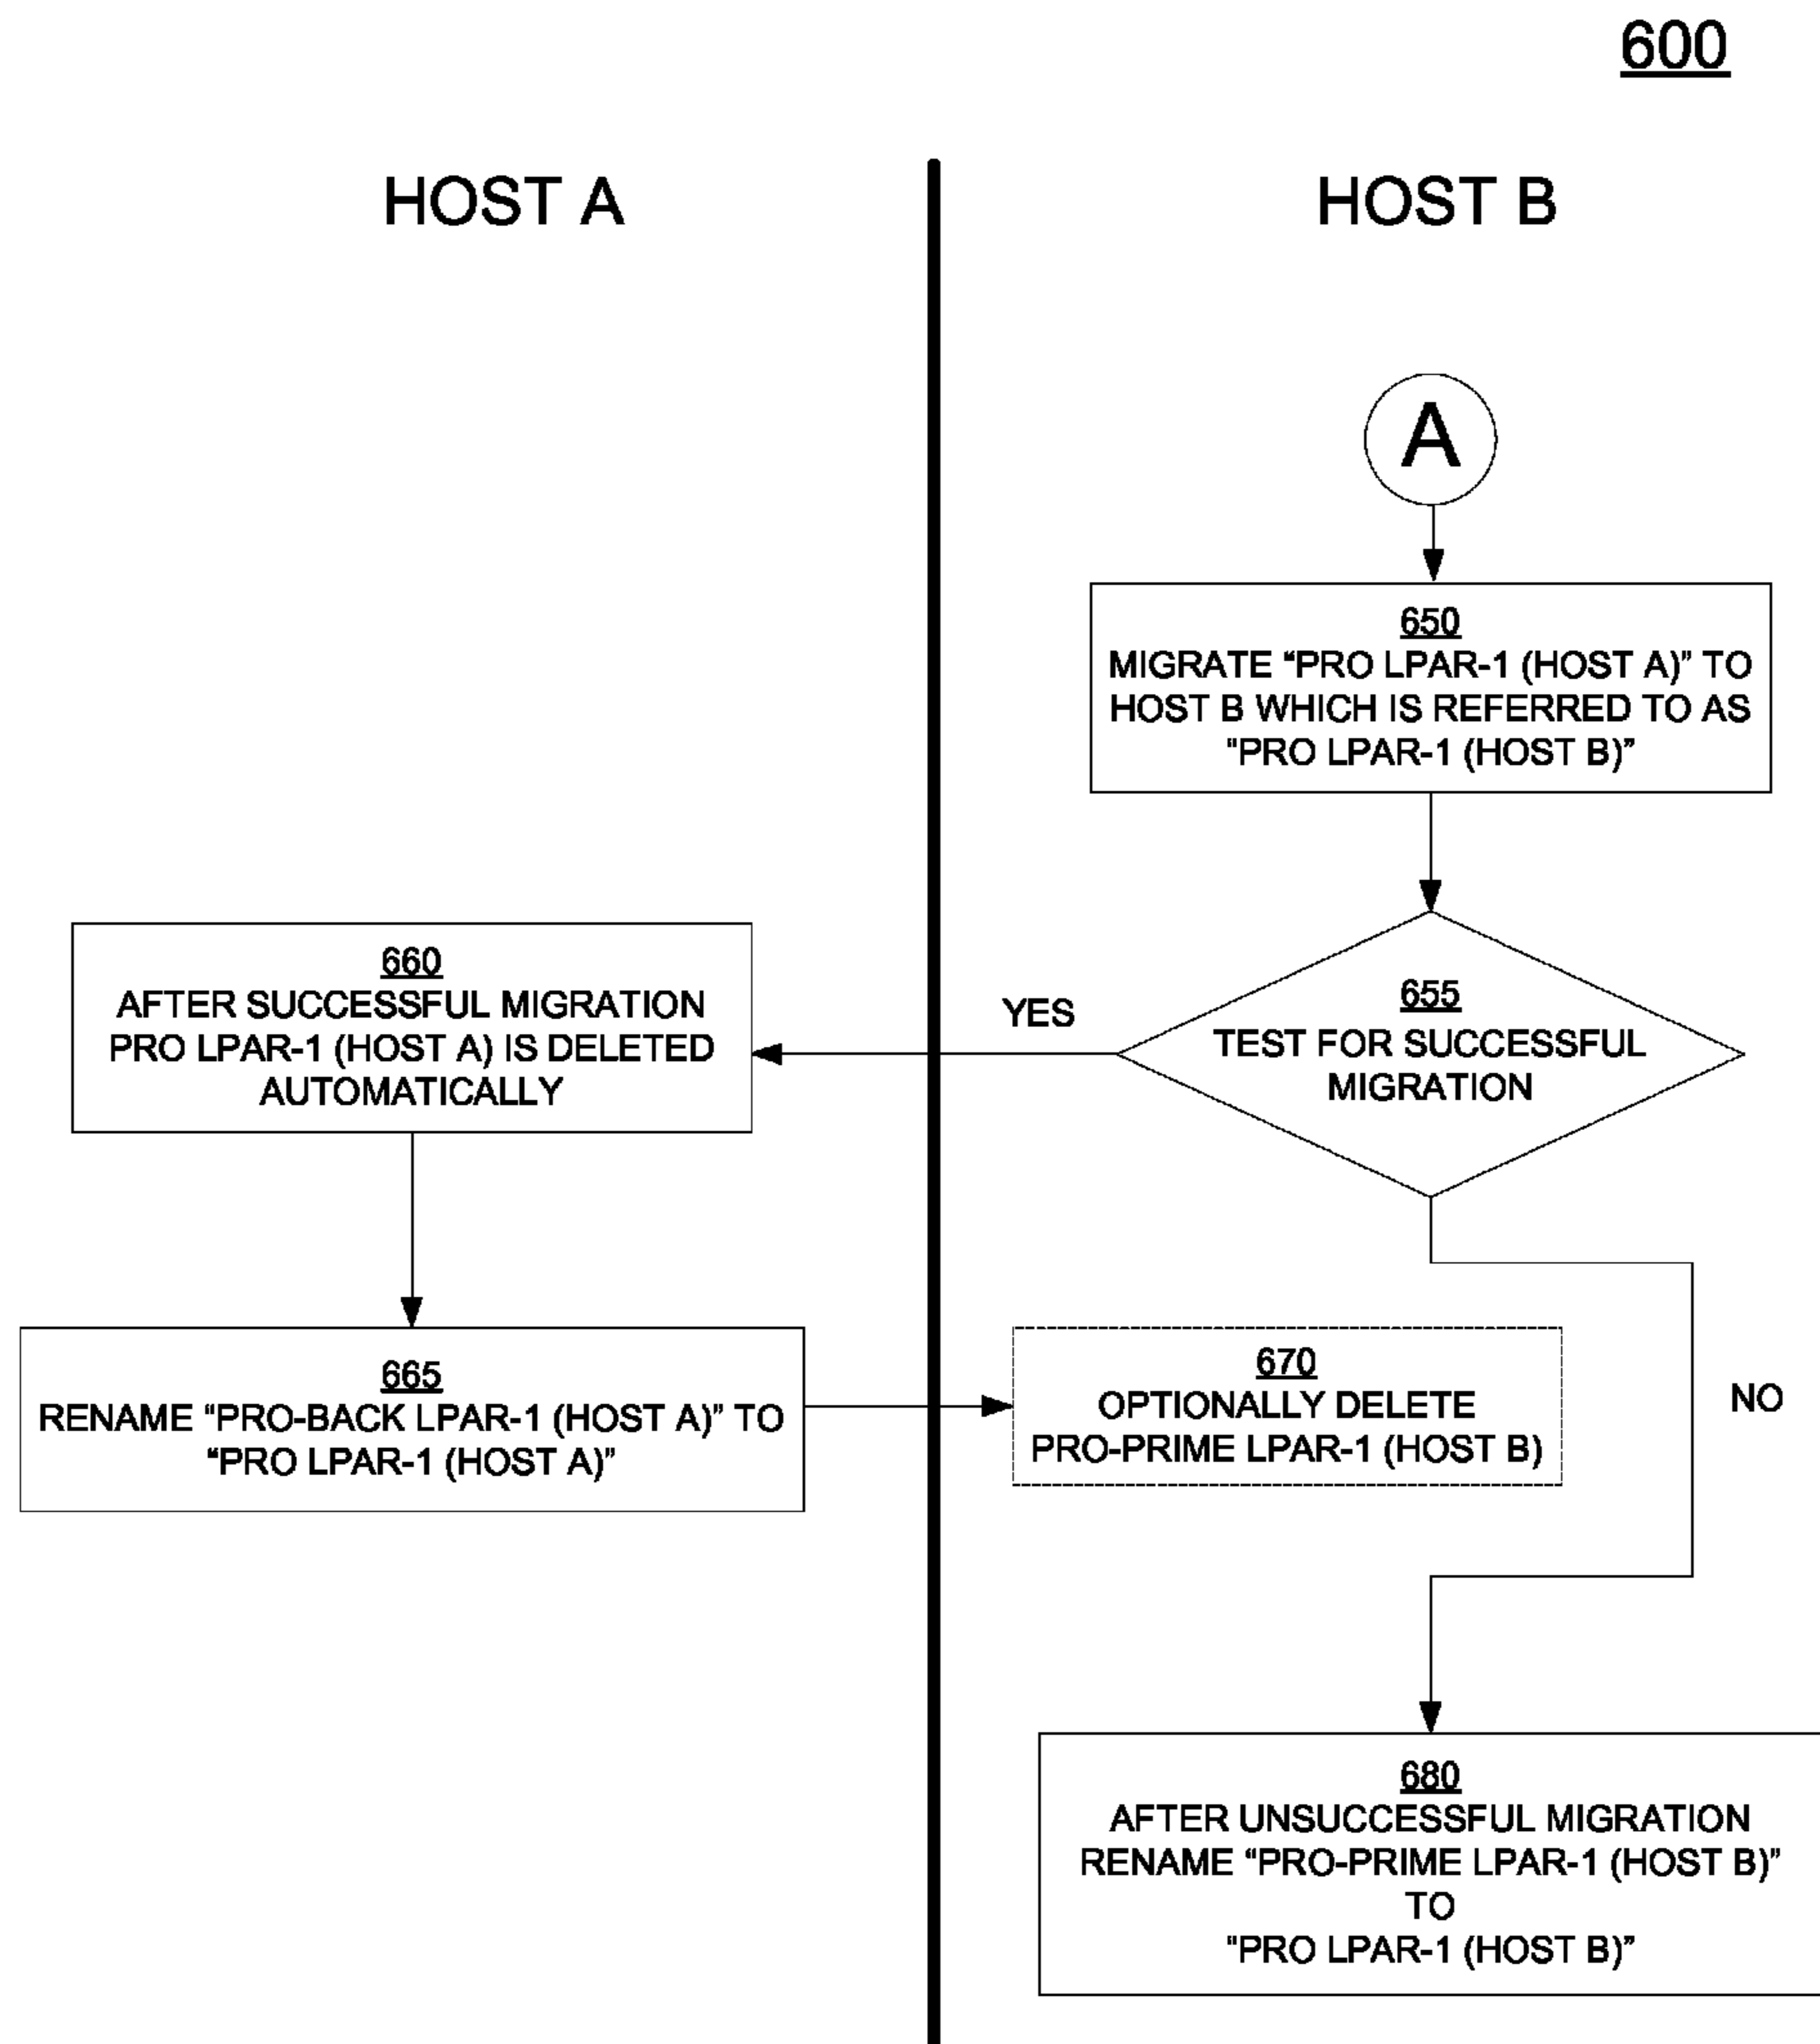 600
HOST A
HOST B
A
650
MIGRATE “PRO LPAR-1 (HOST A)” TO
HOST B WHICH IS REFERRED TO AS
“PRO LPAR-1 (HOST B)”
655
TEST FOR SUCCESSFUL
MIGRATION
YES
660
AFTER SUCCESSFUL MIGRATION
PRO LPAR-1 (HOST A) IS DELETED
AUTOMATICALLY
665
RENAME “PRO-BACK LPAR-1 (HOST A)” TO
“PRO LPAR-1 (HOST A)”
670
OPTIONALLY DELETE
PRO-PRIME LPAR-1 (HOST B)
NO
680
AFTER UNSUCCESSFUL MIGRATION
RENAME “PRO-PRIME LPAR-1 (HOST B)”
TO
“PRO LPAR-1 (HOST B)”